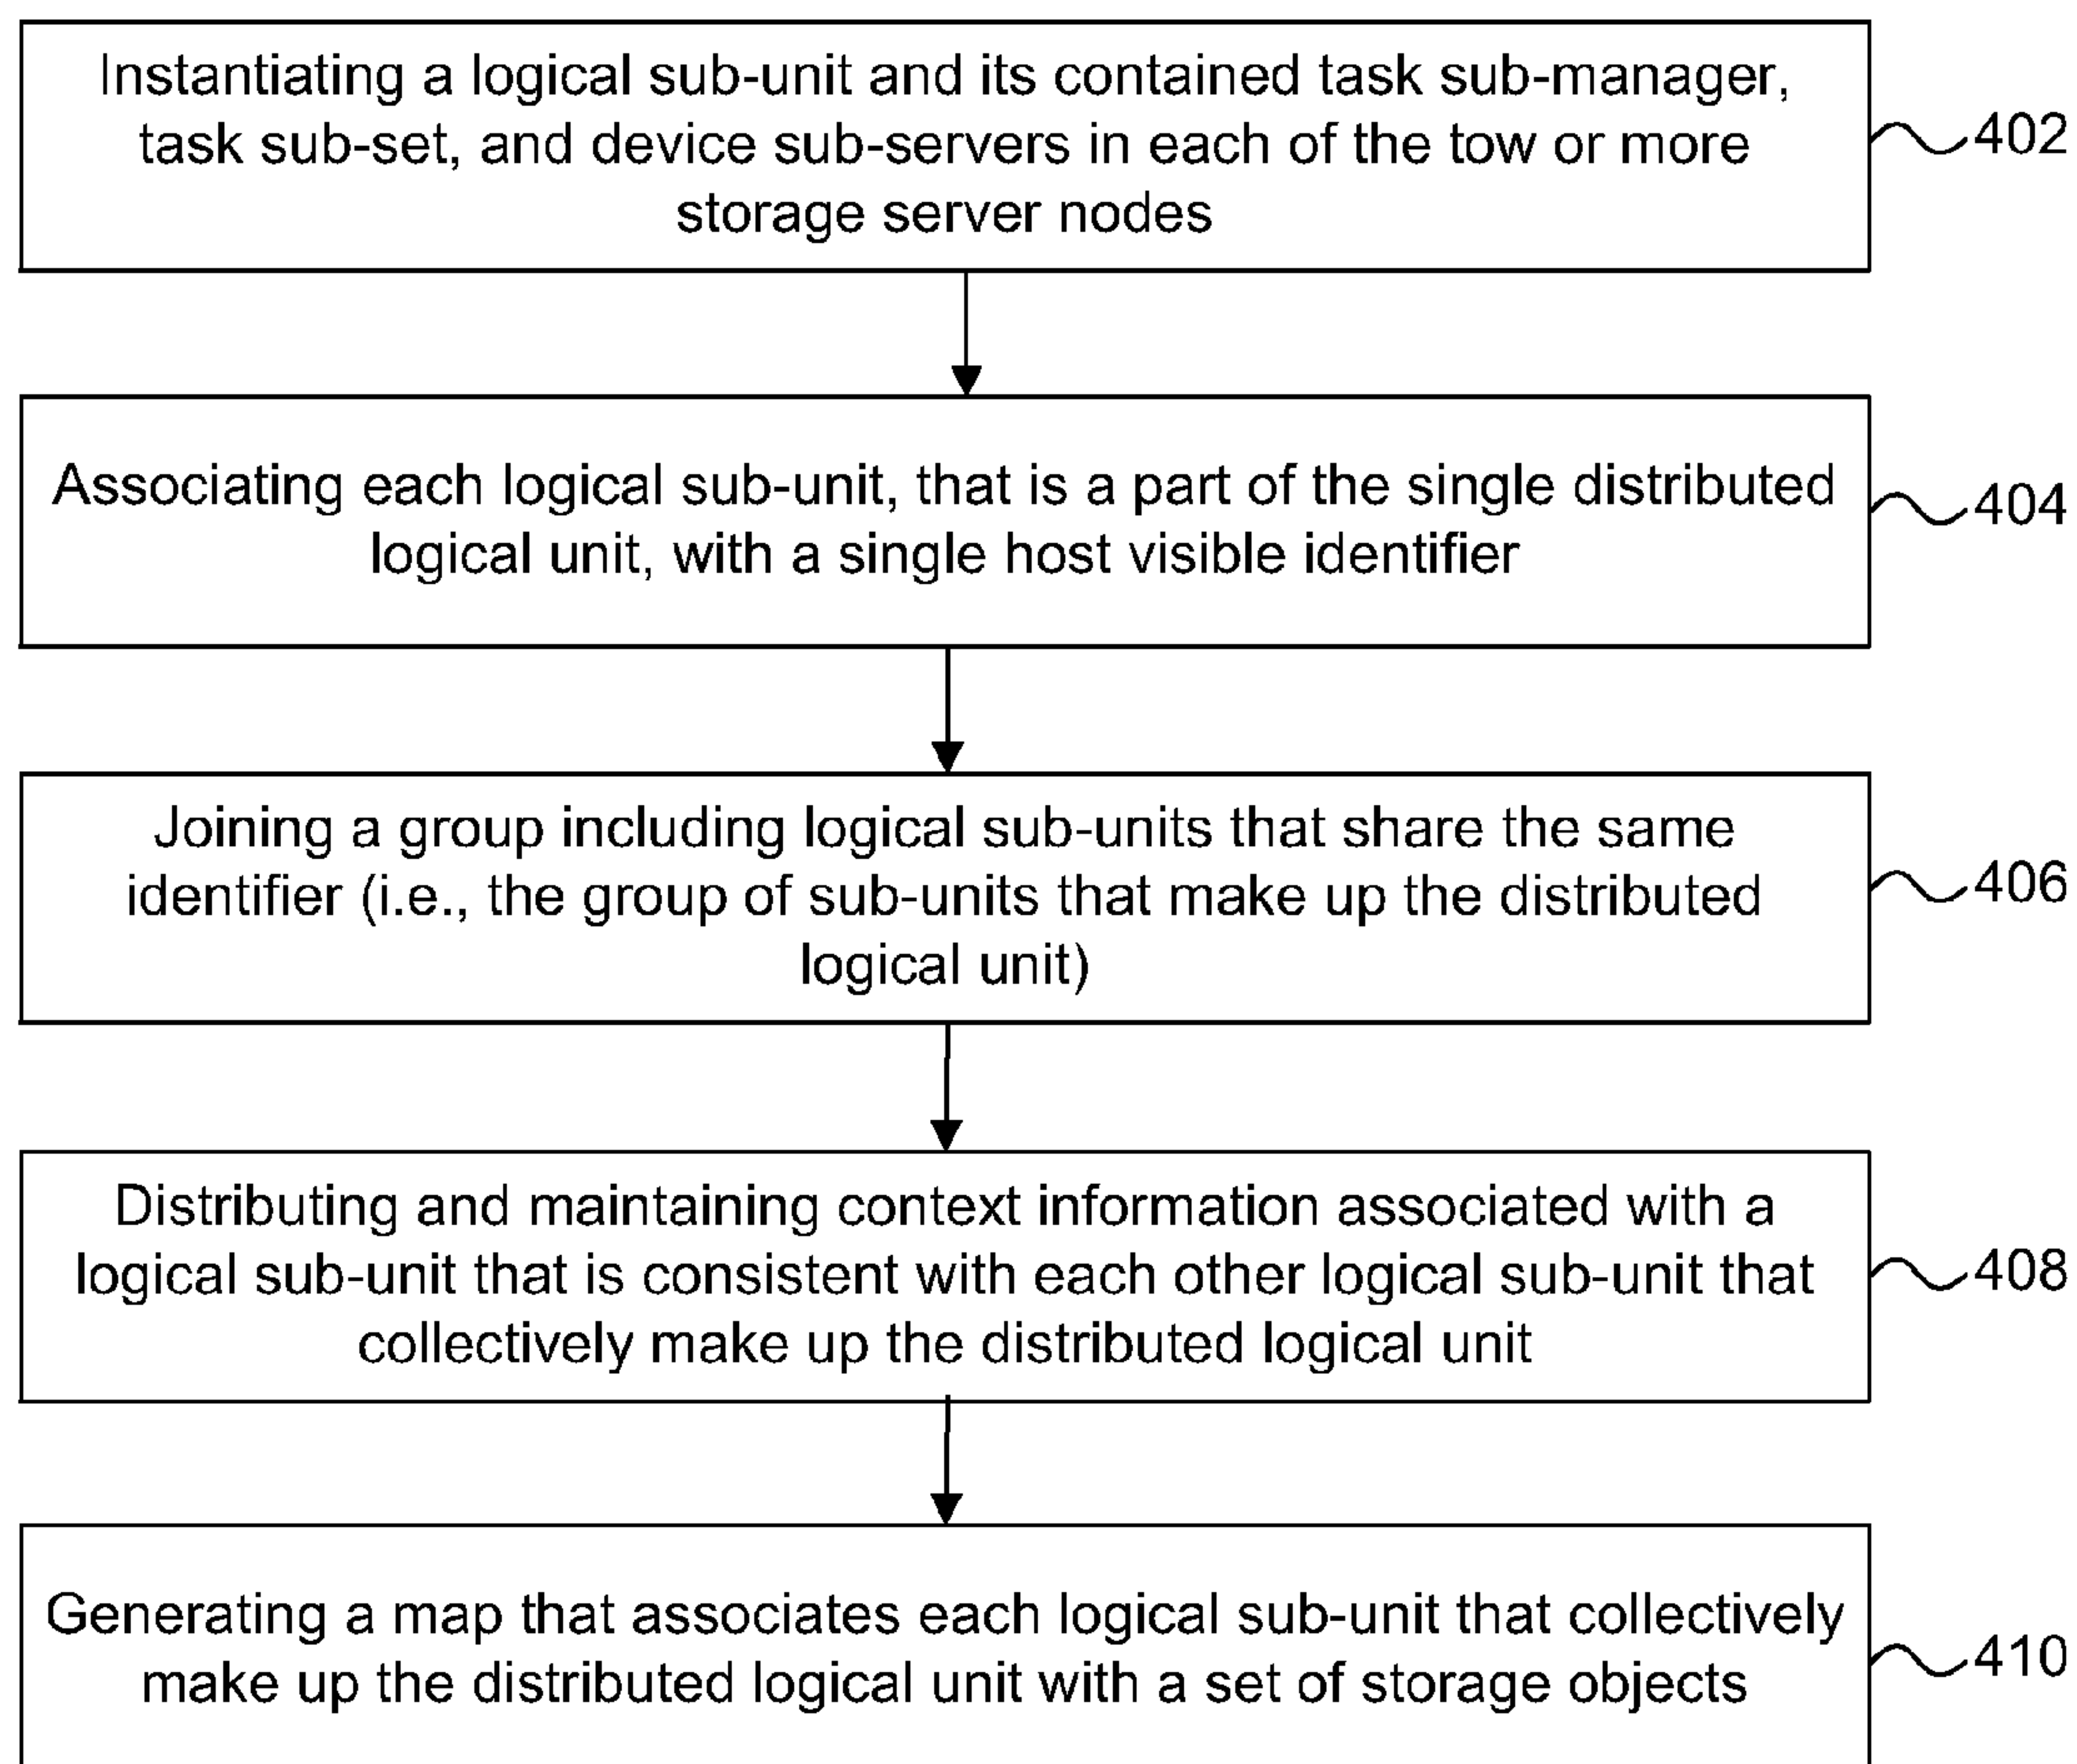 Instantiating a logical sub-unit and its contained task sub-manager,
task sub-set, and device sub-servers in each of the tow or more
storage server nodes
402
Associating each logical sub-unit, that is a part of the single distributed
logical unit, with a single host visible identifier
404
Joining a group including logical sub-units that share the same
identifier (i.e., the group of sub-units that make up the distributed
logical unit)
406
Distributing and maintaining context information associated with a
logical sub-unit that is consistent with each other logical sub-unit that
collectively make up the distributed logical unit
408
Generating a map that associates each logical sub-unit that collectively
make up the distributed logical unit with a set of storage objects
410